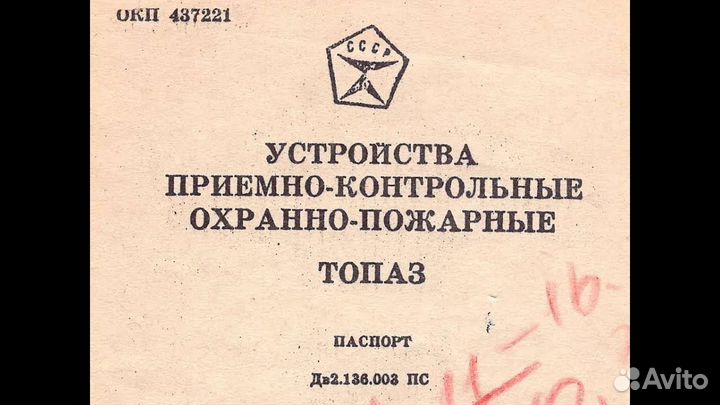 ОКП 437221
СССР
УСТРОЙСТВА
ПРИЕМНО-КОНТРОЛЬНЫЕ
ОХРАННО-ПОЖАРНЫЕ
ТОПАЗ
ПАСПОРТ
Дв2.136.003 ПС
Avito